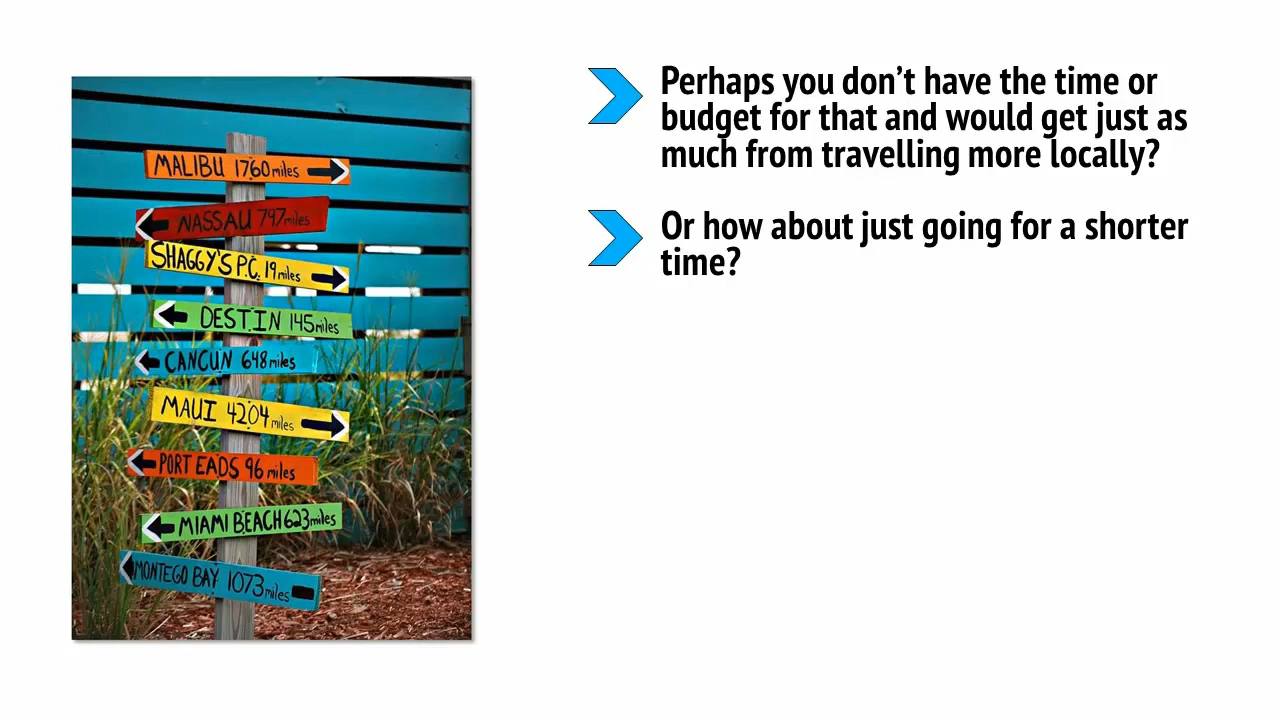 MALIBU 1760 miles
NASSAU 797 miles
SHAGGY'S P.C. 19 miles
DESTIN 145 miles
CANCUN 648 miles
MAUI 4204 miles
PORT EADS 96 miles
MIAMI BEACH 623 miles
MONTEGO BAY 1073 miles
Perhaps you don’t have the time or
budget for that and would get just as
much from travelling more locally?
Or how about just going for a shorter
time?